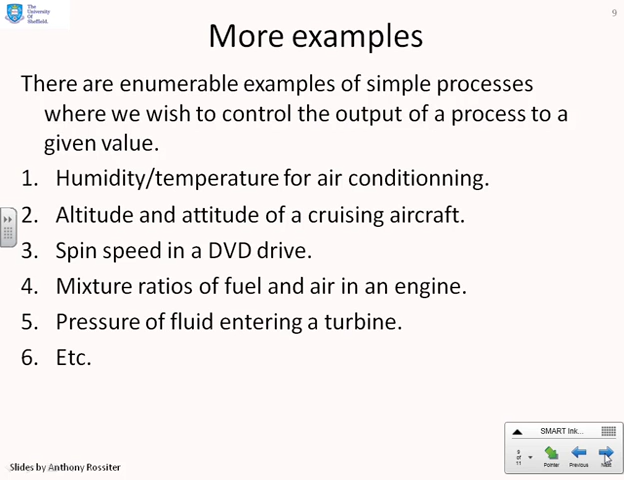 The
University
Of
Sheffield.
9
More examples
There are enumerable examples of simple processes
where we wish to control the output of a process to a
given value.
1. Humidity/temperature for air conditionning.
2. Altitude and attitude of a cruising aircraft.
3. Spin speed in a DVD drive.
4. Mixture ratios of fuel and air in an engine.
5. Pressure of fluid entering a turbine.
6. Etc.
SMART Ink...
9
of
11
Pointer Previous Next
Slides by Anthony Rossiter